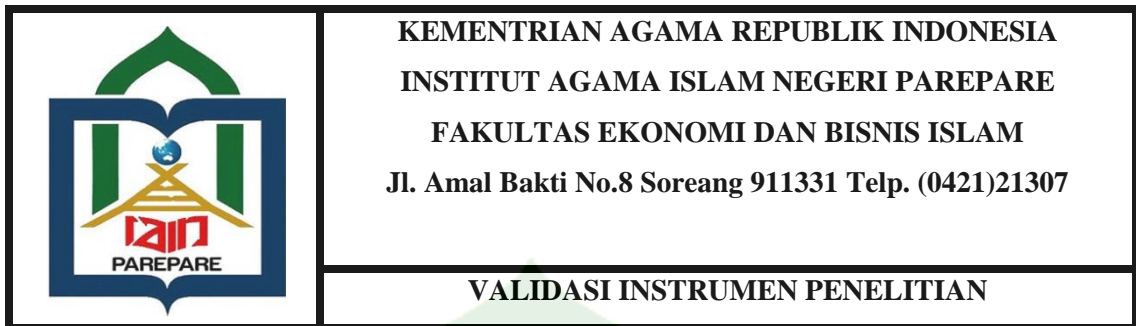 iain
PAREPARE
KEMENTRIAN AGAMA REPUBLIK INDONESIA
INSTITUT AGAMA ISLAM NEGERI PAREPARE
FAKULTAS EKONOMI DAN BISNIS ISLAM
Jl. Amal Bakti No.8 Soreang 911331 Telp. (0421)21307
VALIDASI INSTRUMEN PENELITIAN